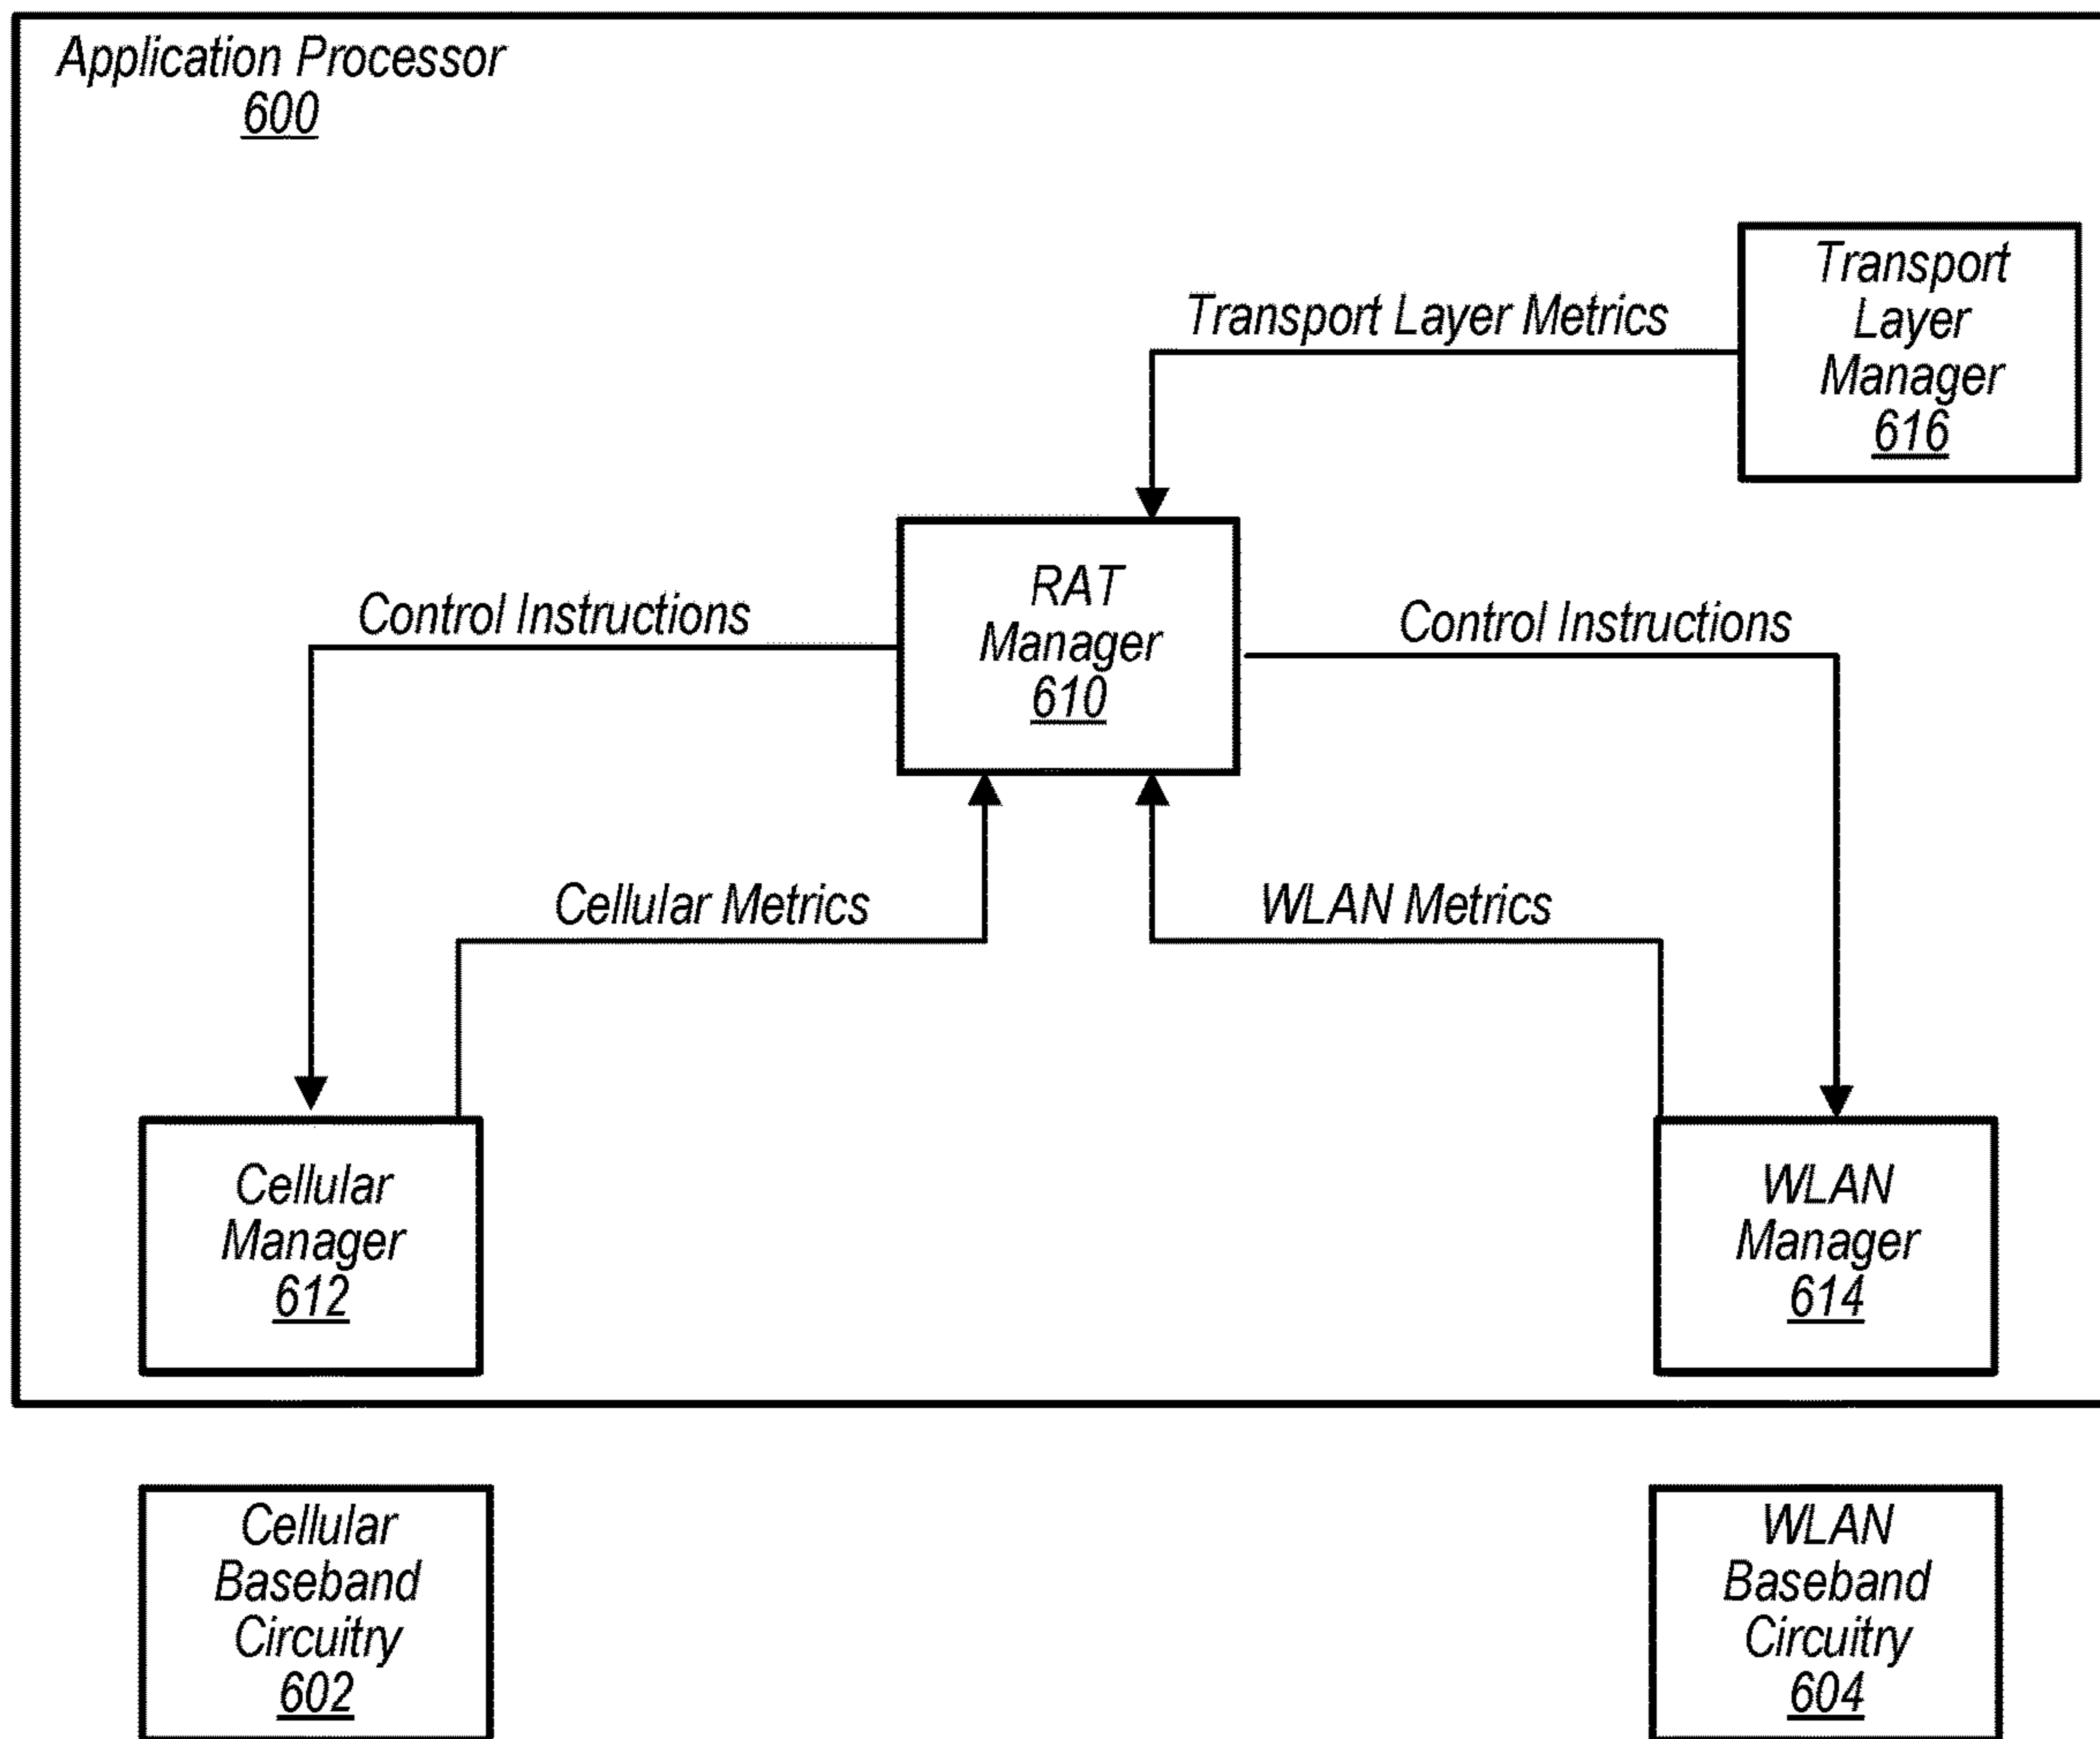 Application Processor
600
Transport
Layer
Manager
616
Transport Layer Metrics
RAT
Manager
610
Control Instructions
Control Instructions
Cellular Metrics
WLAN Metrics
Cellular
Manager
612
WLAN
Manager
614
Cellular
Baseband
Circuitry
602
WLAN
Baseband
Circuitry
604